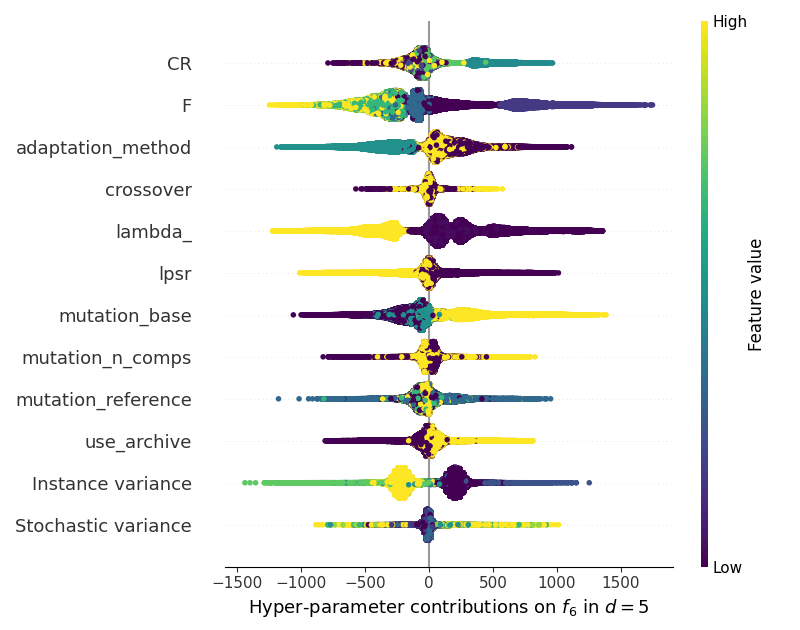 High
CR
F
adaptation_method
crossover
lambda_
lpsr
mutation_base
mutation_n_comps
mutation_reference
use_archive
Instance variance
Stochastic variance
Feature value
Low
−1500 −1000 −500 0 500 1000 1500
Hyper-parameter contributions on $f_6$ in $d = 5$